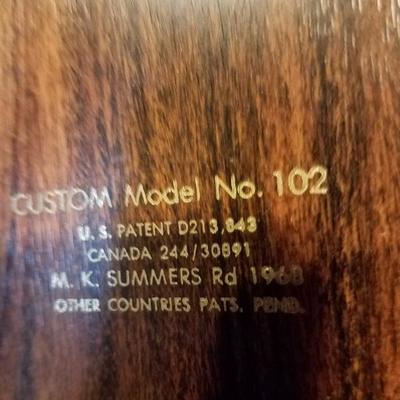 CUSTOM Model No. 102
U. S. PATENT D213,843
CANADA 244/30891
M. K. SUMMERS Rd 1968
OTHER COUNTRIES PATS. PEND.